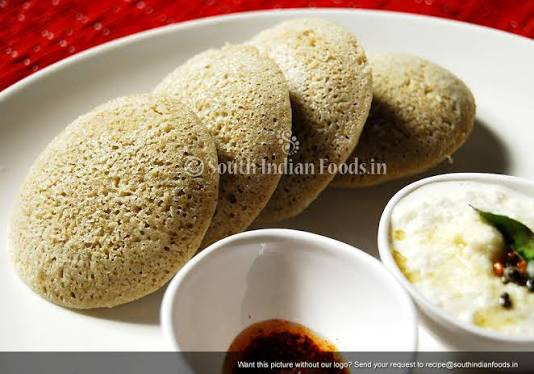 © South Indian Foods.in
Want this picture without our logo? Send your request to recipe@southindianfoods.in